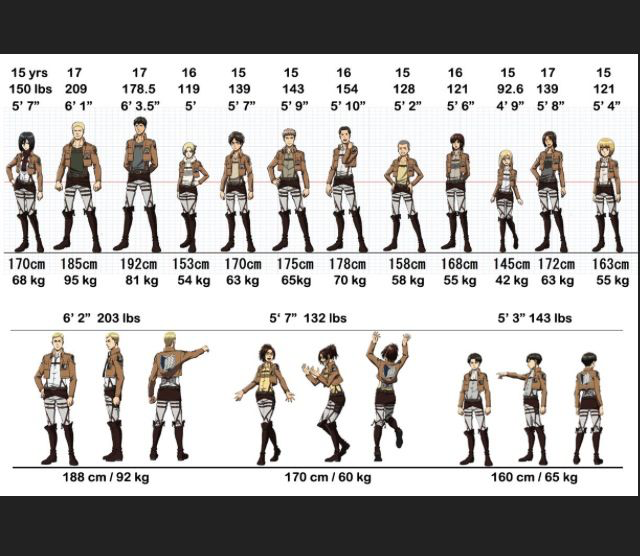 15 yrs 17 17 16 15 15 16 15 16 15 17 15
150 lbs 209 178.5 119 139 143 154 128 121 92.6 139 121
5’ 7” 6’ 1” 6’ 3.5” 5’ 5’ 7” 5’ 9” 5’ 10” 5’ 2” 5’ 6” 4’ 9” 5’ 8” 5’ 4”
170cm 185cm 192cm 153cm 170cm 175cm 178cm 158cm 168cm 145cm 172cm 163cm
68 kg 95 kg 81 kg 54 kg 63 kg 65kg 70 kg 58 kg 55 kg 42 kg 63 kg 55 kg
6’ 2” 203 lbs 5‘ 7” 132 lbs 5’ 3” 143 lbs
188 cm / 92 kg 170 cm / 60 kg 160 cm / 65 kg